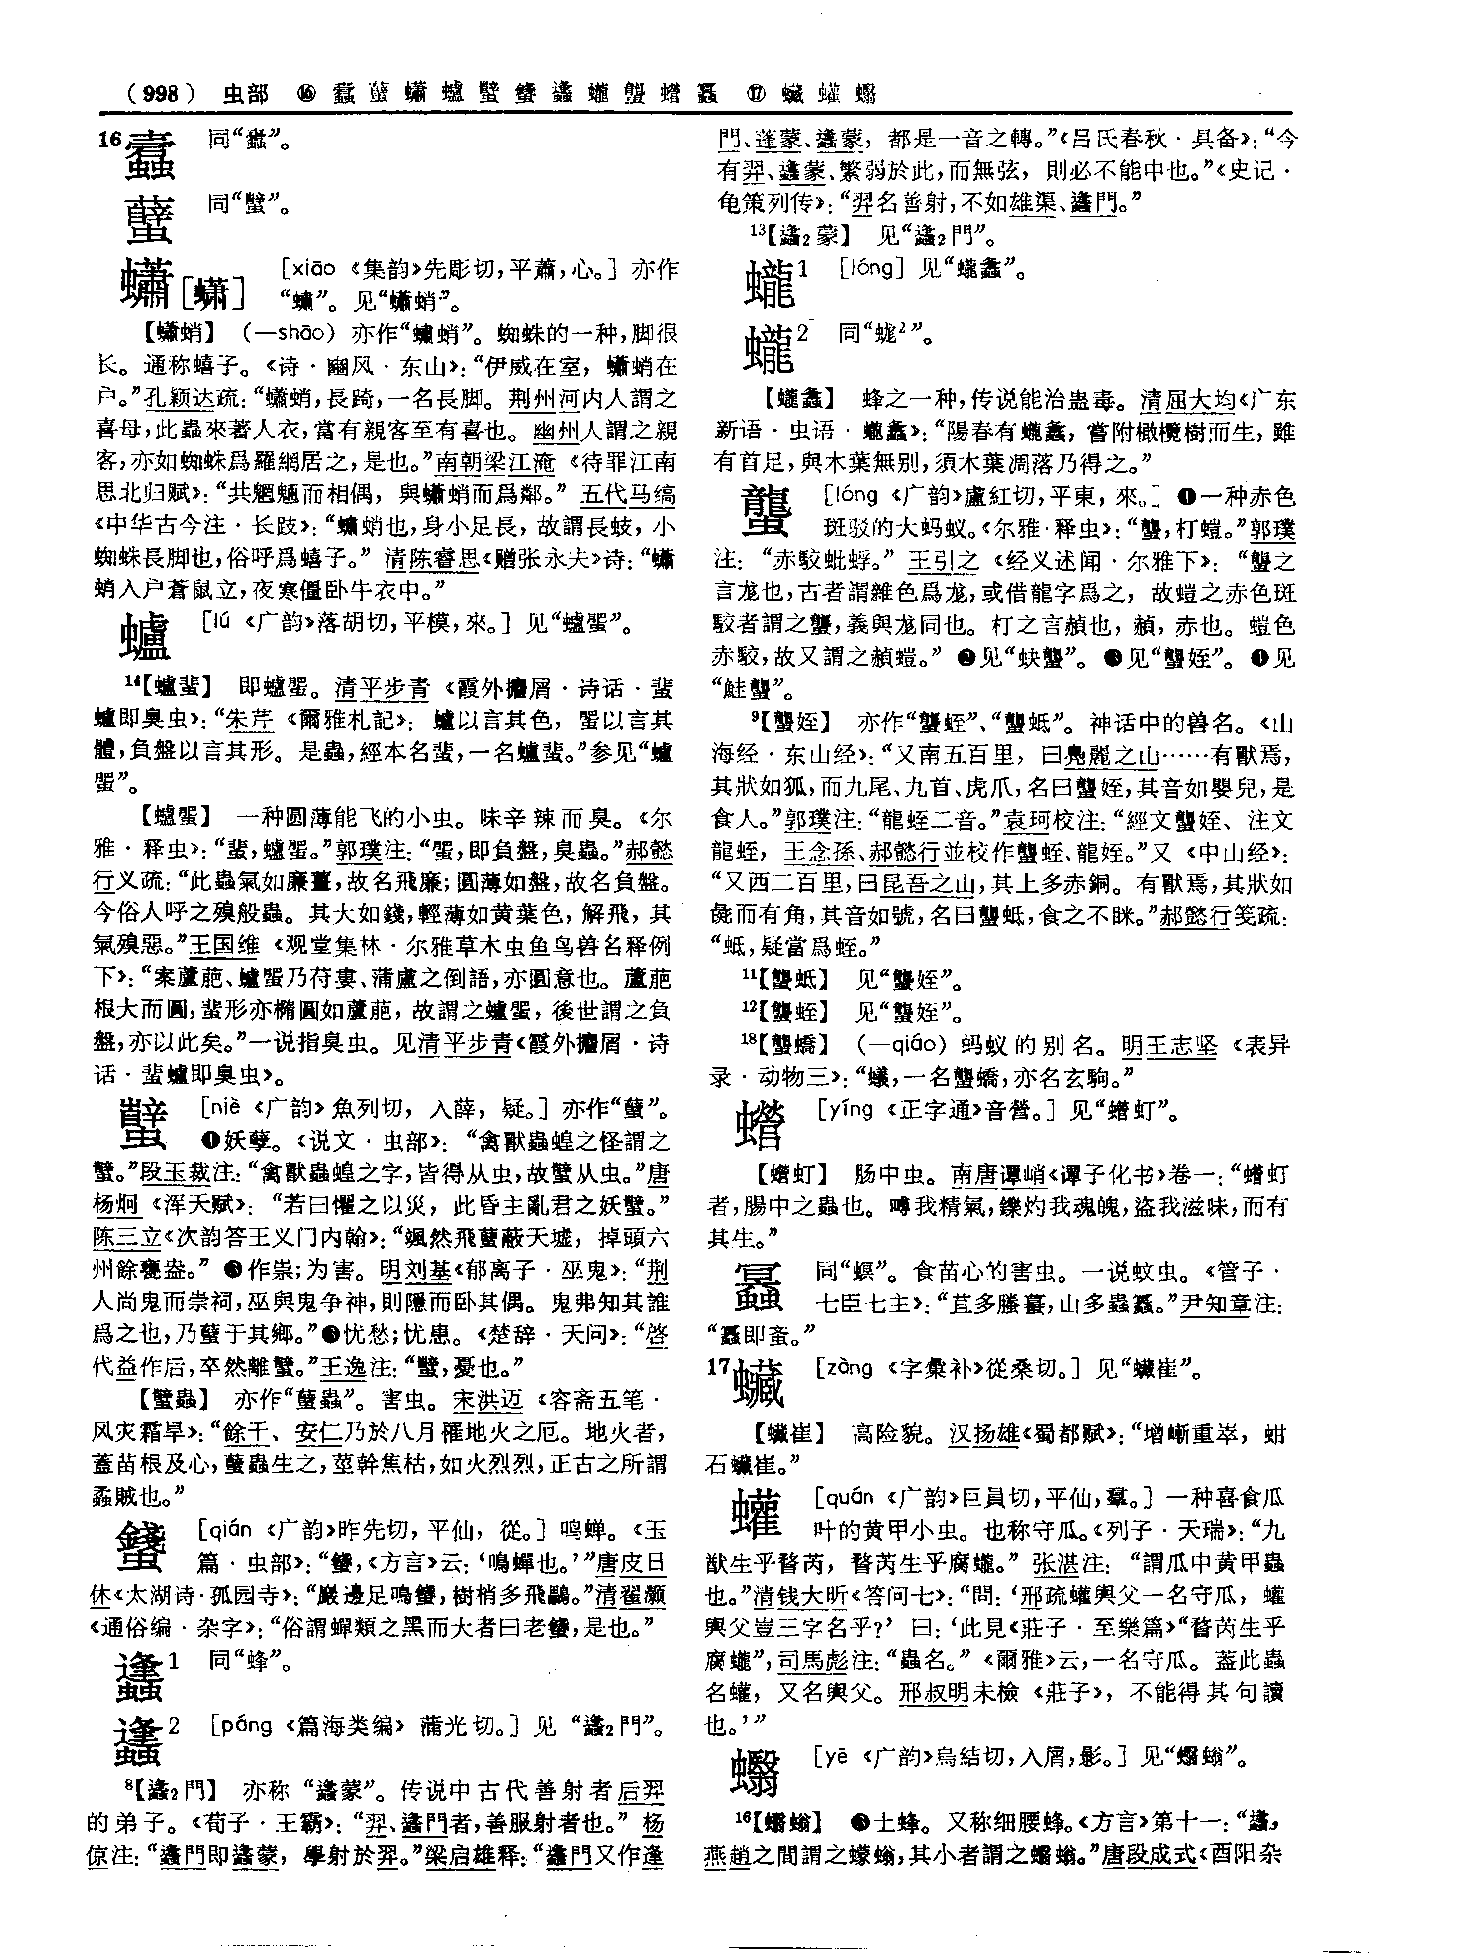 (998) 虫部 ⑯ 蠹 蠥 蠨 蠦 蠥 蠽 蠭 蠬 蠪 蠳 ⑰ 蠸
16 同“蠹”。
同“蠥”。
蠨[蟏] [xiāo 《集韵》先彫切,平蕭,心。] 亦作
“蟰”。见“蠨蛸”。
【蠨蛸】 (—shāo) 亦作“蟰蛸”。蜘蛛的一种,脚很
长。通称蟢子。《诗·豳风·东山》:“伊威在室,蠨蛸在
户。”孔颖达疏:“蠨蛸,長踦,一名長脚。荆州河内人謂之
喜母,此蟲來著人衣,當有親客至有喜也。幽州人謂之親
客,亦如蜘蛛爲羅網居之,是也。”南朝梁江淹《待罪江南
思北归赋》:“共魍魎而相偶,與蠨蛸而爲鄰。”五代马缟
《中华古今注·长跂》:“蟰蛸也,身小足長,故謂長蚑,小
蜘蛛長脚也,俗呼爲蟢子。”清陈睿思《赠张永夫》诗:“蠨
蛸入户蒼鼠立,夜寒僵卧牛衣中。”
蠦 [lú 《广韵》落胡切,平模,來。] 见“蠦蜰”。
14【蠦蜚】 即蠦蜰。清平步青《霞外攟屑·诗话·蜚
蠦即臭虫》:“朱芹《爾雅札記》:蠦以言其色,蜰以言其
體,負盤以言其形。是蟲,經本名蜚,一名蠦蜚。”参见“蠦
蜰”。
【蠦蜰】 一种圆薄能飞的小虫。味辛辣而臭。《尔
雅·释虫》:“蜚,蠦蜰。”郭璞注:“蜰,即負盤,臭蟲。”郝懿
行义疏:“此蟲氣如廉薑,故名飛廉;圓薄如盤,故名負盤。
今俗人呼之殠般蟲。其大如錢,輕薄如黄葉色,解飛,其
氣殠惡。”王国维《观堂集林·尔雅草木虫鱼鸟兽名释例
下》:“案蘆萉、蠦蜰乃苻婁、蒲盧之倒語,亦圓意也。蘆萉
根大而圓;蜚形亦橢圓如蘆萉,故謂之蠦蜰,後世謂之負
盤,亦以此矣。”一说指臭虫。见清平步青《霞外攟屑·诗
话·蜚蠦即臭虫》。
蠥 [niè 《广韵》魚列切,入薛,疑。] 亦作“蠥”。
❶妖孽。《说文·虫部》:“禽獸蟲蝗之怪謂之
蠥。”段玉裁注:“禽獸蟲蝗之字,皆得从虫,故蠥从虫。”唐
杨炯《浑天赋》:“若曰懼之以災,此昏主亂君之妖蠥。”
陈三立《次韵答王义门内翰》:“颯然飛蠥蔽天墟,掉頭六
州餘甕盎。”❷作祟;为害。明刘基《郁离子·巫鬼》:“荆
人尚鬼而崇祠,巫與鬼争神,則隱而卧其偶。鬼弗知其誰
爲之也,乃蠥于其鄉。”❸忧愁;忧患。《楚辞·天问》:“啓
代益作后,卒然離蠥。”王逸注:“蠥,憂也。”
【蠥蟲】 亦作“蠥蟲”。害虫。宋洪迈《容斋五笔·
风灾霜旱》:“餘干、安仁乃於八月罹地火之厄。地火者,
蓋苗根及心,蠥蟲生之,莖幹焦枯,如火烈烈,正古之所謂
蟊賊也。”
[qián 《广韵》昨先切,平仙,從。] 鸣蝉。《玉
篇·虫部》:“,《方言》云:‘鳴蟬也。’”唐皮日
休《太湖诗·孤园寺》:“巖邊足鳴,樹梢多飛鸓。”清翟灏
《通俗编·杂字》:“俗謂蟬類之黑而大者曰老,是也。”
蠭1 同“蜂”。
蠭2 [páng 《篇海类编》蒲光切。] 见“蠭2門”。
8【蠭2門】 亦称“蠭蒙”。传说中古代善射者后羿
的弟子。《荀子·王霸》:“羿、蠭門者,善服射者也。”杨
倞注:“蠭門即蠭蒙,學射於羿。”梁启雄释:“蠭門又作逢
門、蓬蒙、蠭蒙,都是一音之轉。”《吕氏春秋·具备》:“今
有羿、蠭蒙、繁弱於此,而無弦,則必不能中也。”《史记·
龟策列传》:“羿名善射,不如雄渠、蠭門。”
13【蠭2蒙】 见“蠭2門”。
蠬1 [lóng] 见“蠬螽”。
蠬2 同“蛖2”。
【蠬螽】 蜂之一种,传说能治蛊毒。清屈大均《广东
新语·虫语·蠬螽》:“陽春有蠬螽,嘗附橄欖樹而生,雖
有首足,與木葉無别,須木葉凋落乃得之。”
蠪 [lóng 《广韵》盧紅切,平東,來。] ❶一种赤色
斑驳的大蚂蚁。《尔雅·释虫》:“蠪,朾螘。”郭璞
注:“赤駮蚍蜉。”王引之《经义述闻·尔雅下》:“蠪之
言尨也,古者謂雜色爲尨,或借龍字爲之,故螘之赤色斑
駮者謂之蠪,義與尨同也。朾之言赬也,赬,赤也。螘色
赤駮,故又謂之赬螘。”❷见“蚗蠪”。❸见“蠪姪”。❹见
“鮭蠪”。
9【蠪姪】 亦作“蠪蛭”、“蠪蚳”。神话中的兽名。《山
海经·东山经》:“又南五百里,曰鳧麗之山……有獸焉,
其狀如狐,而九尾、九首、虎爪,名曰蠪姪,其音如嬰兒,是
食人。”郭璞注:“龍蛭二音。”袁珂校注:“經文蠪姪、注文
龍蛭,王念孫、郝懿行並校作蠪蛭、龍姪。”又《中山经》:
“又西二百里,曰昆吾之山,其上多赤銅。有獸焉,其狀如
彘而有角,其音如號,名曰蠪蚳,食之不眯。”郝懿行笺疏:
“蚳,疑當爲蛭。”
11【蠪蚳】 见“蠪姪”。
12【蠪蛭】 见“蠪姪”。
18【蠪蟜】 (—qiáo) 蚂蚁的别名。明王志坚《表异
录·动物三》:“蟻,一名蠪蟜,亦名玄駒。”
[yíng 《正字通》音營。] 见“虰”。
【虰】 肠中虫。南唐谭峭《谭子化书》卷一:“虰
者,腸中之蟲也。噂我精氣,鑠灼我魂魄,盗我滋味,而有
其生。”
同“螟”。食苗心的害虫。一说蚊虫。《管子·
七臣七主》:“苴多螣蟇,山多蟲。”尹知章注:
“即蚉。”
17 [zàng 《字彙补》從桑切。] 见“崔”。
【崔】 高险貌。汉扬雄《蜀都赋》:“增嶃重崒,蚶
石崔。”
蠸 [quán 《广韵》巨員切,平仙,羣。] 一种喜食瓜
叶的黄甲小虫。也称守瓜。《列子·天瑞》:“九
猷生乎瞀芮,瞀芮生乎腐蠸。”张湛注:“謂瓜中黄甲蟲
也。”清钱大昕《答问七》:“問:‘邢疏蠸輿父一名守瓜,蠸
輿父豈三字名乎?’曰:‘此見《莊子·至樂篇》“瞀芮生乎
腐蠸”,司馬彪注:“蟲名。”《爾雅》云,一名守瓜。蓋此蟲
名蠸,又名輿父。邢叔明未檢《莊子》,不能得其句讀
也。’”
[yē 《广韵》烏結切,入屑,影。] 见“螉”。
16【螉】 ❶土蜂。又称细腰蜂。《方言》第十一:“蠭,
燕趙之間謂之蠓螉,其小者謂之螉。”唐段成式《酉阳杂